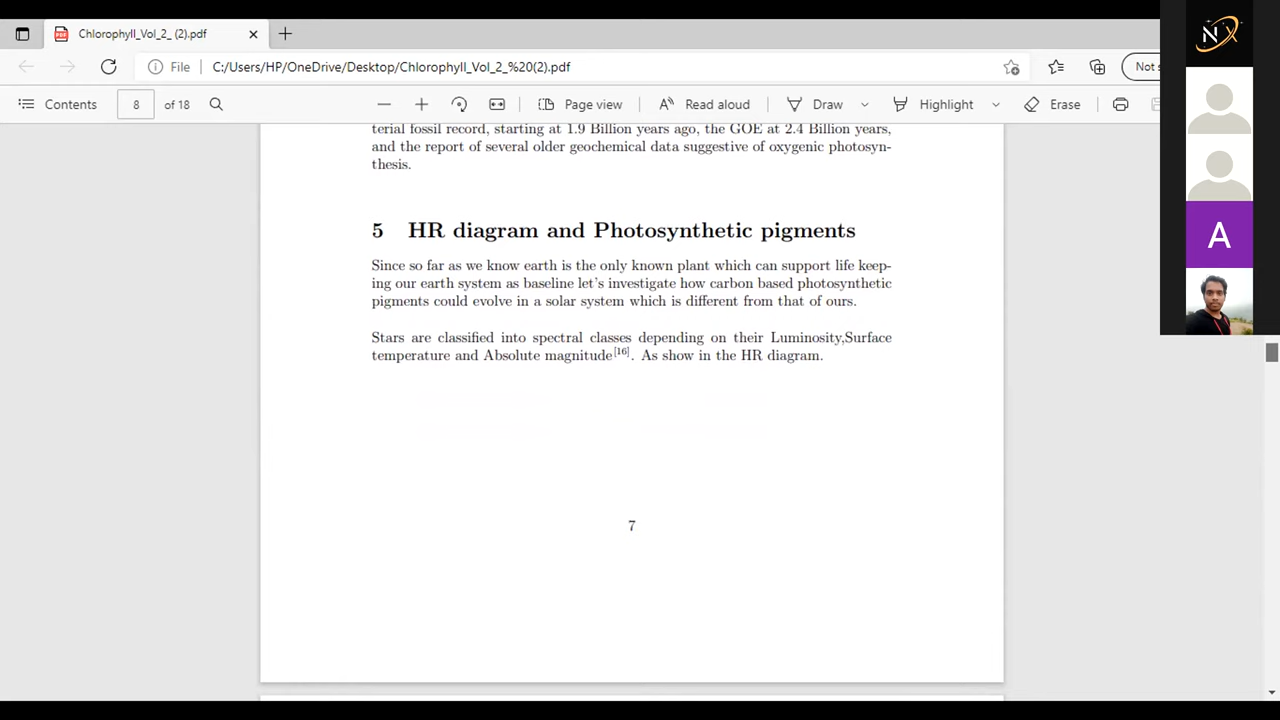 Chlorophyll_Vol_2_ (2).pdf
File C:/Users/HP/OneDrive/Desktop/Chlorophyll_Vol_2_%20(2).pdf
Not s
Contents 8 of 18 Page view Read aloud Draw Highlight Erase
terial fossil record, starting at 1.9 Billion years ago, the GOE at 2.4 Billion years,
and the report of several older geochemical data suggestive of oxygenic photosyn-
thesis.
5 HR diagram and Photosynthetic pigments
Since so far as we know earth is the only known plant which can support life keep-
ing our earth system as baseline let's investigate how carbon based photosynthetic
pigments could evolve in a solar system which is different from that of ours.
Stars are classified into spectral classes depending on their Luminosity,Surface
temperature and Absolute magnitude[16]. As show in the HR diagram.
7
NX
A